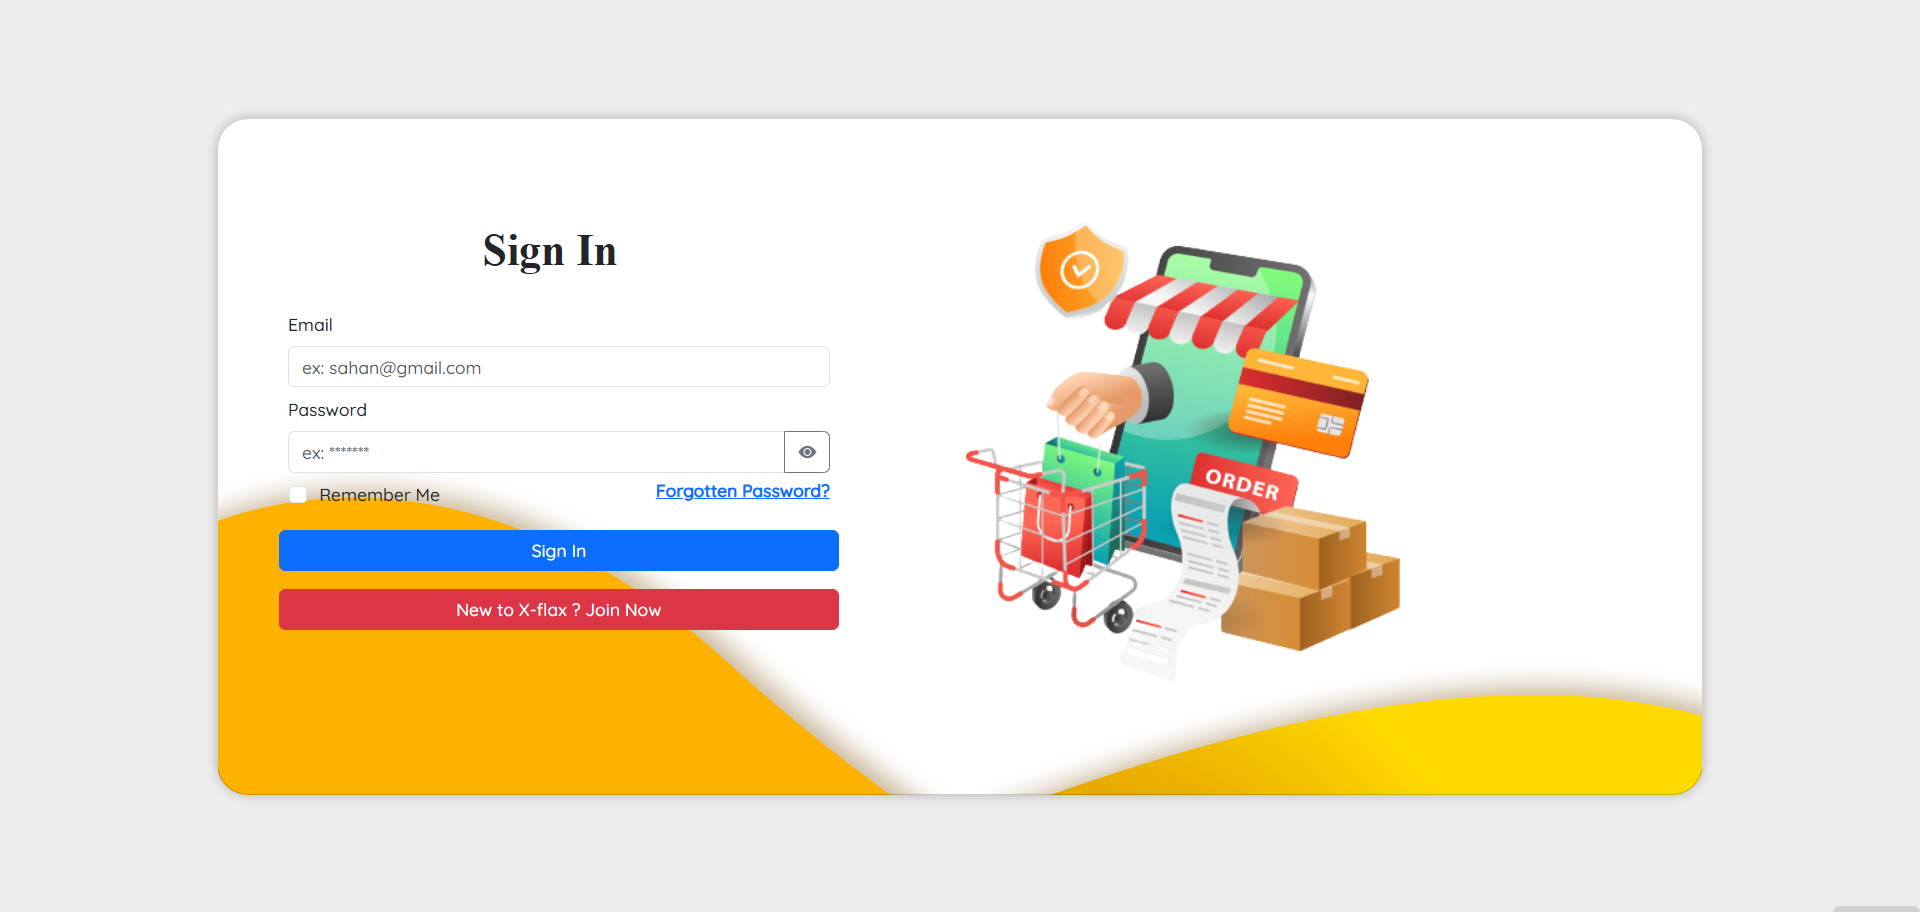 Sign In
Email
ex: sahan@gmail.com
Password
ex: *******
Remember Me
Forgotten Password?
Sign In
New to X-flax ? Join Now
ORDER